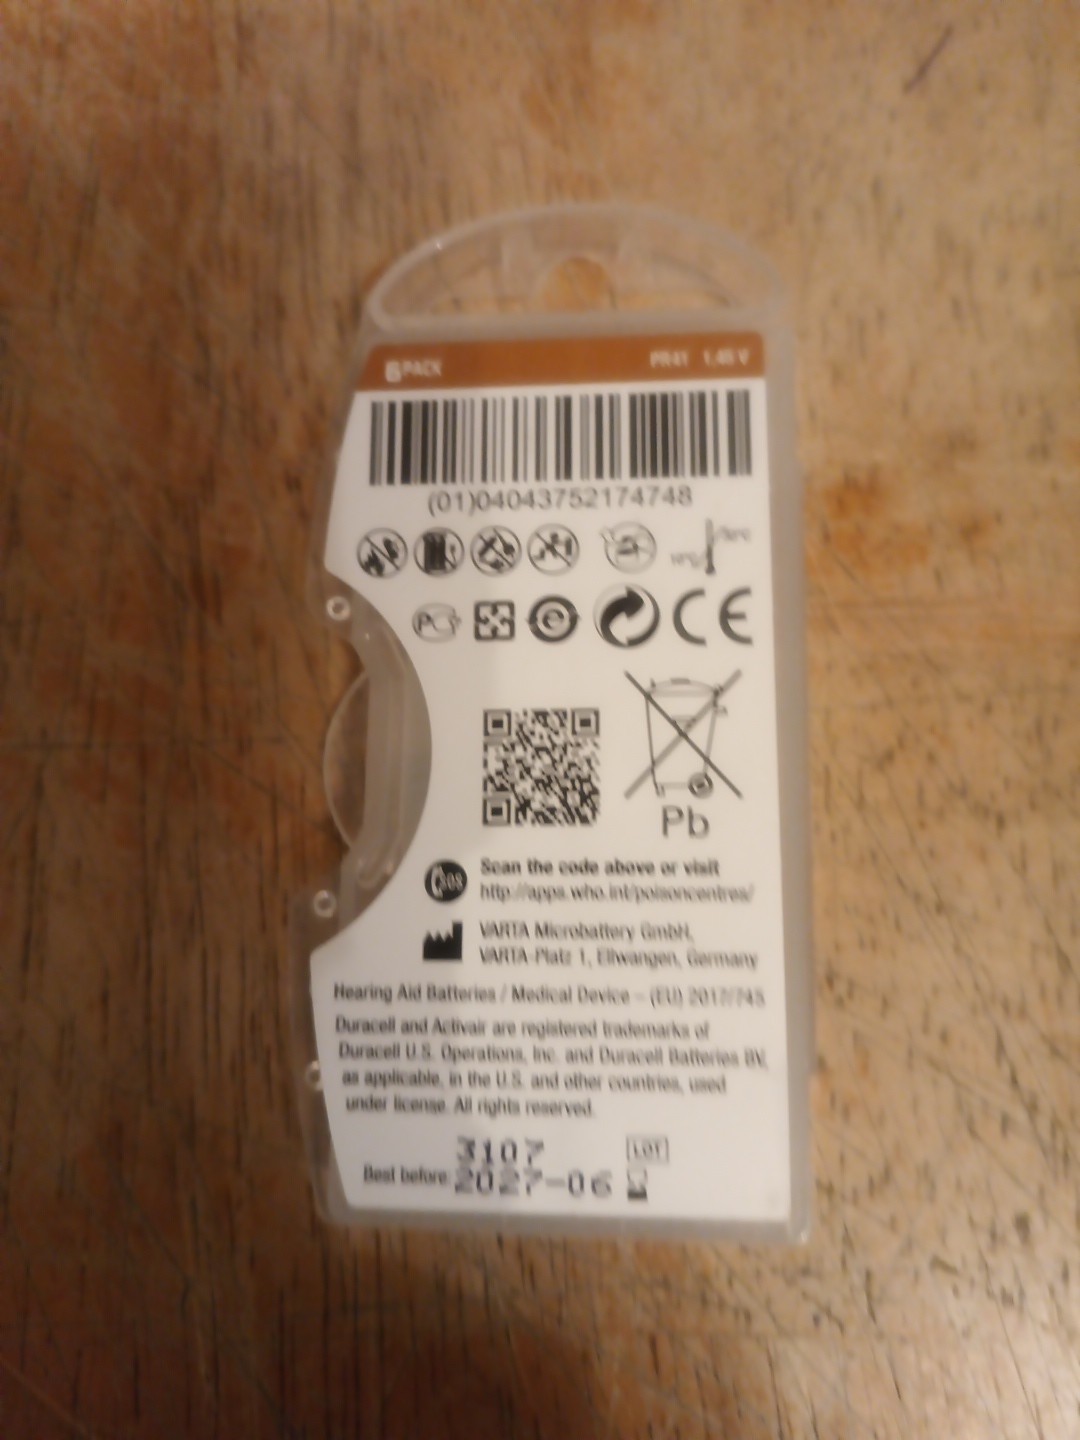 6PACK PR41 1,45 V
(01)04043752174748
Pb
SOS
Scan the code above or visit
http://apps.who.int/poisoncentres/
VARTA Microbattery GmbH,
VARTA-Platz 1, Ellwangen, Germany
Hearing Aid Batteries / Medical Device – (EU) 2017/745
Duracell and Activair are registered trademarks of
Duracell U.S. Operations, Inc. and Duracell Batteries BV,
as applicable, in the U.S. and other countries, used
under license. All rights reserved.
3107 LOT
Best before: 2027-06